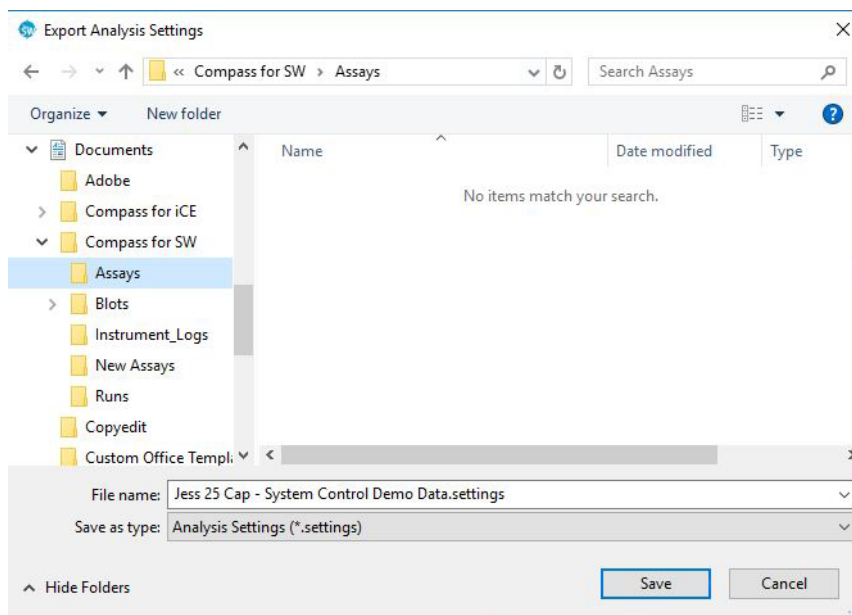 SW Export Analysis Settings
« Compass for SW > Assays
Search Assays
Organize
New folder
?
Documents
Adobe
Compass for iCE
Compass for SW
Assays
Blots
Instrument_Logs
New Assays
Runs
Copyedit
Custom Office Templ
Name
Date modified
Type
No items match your search.
File name: Jess 25 Cap - System Control Demo Data.settings
Save as type: Analysis Settings (*.settings)
Hide Folders
Save
Cancel